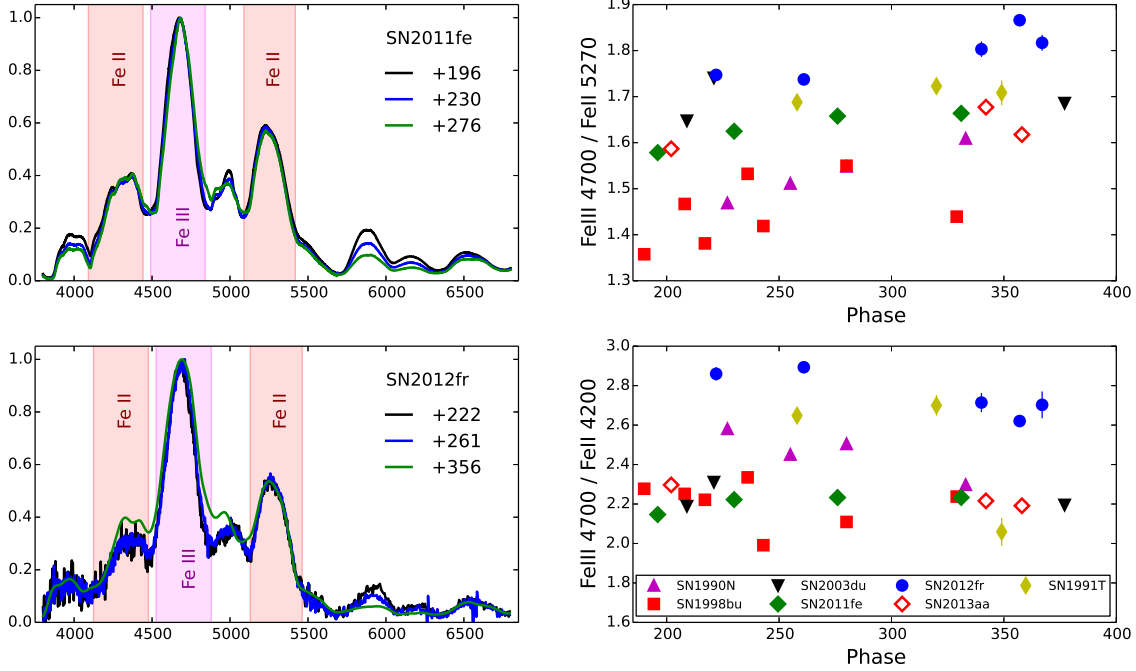 1.0
0.8
0.6
0.4
0.2
0.0
Fe II
Fe III
Fe II
SN2011fe
+196
+230
+276
4000 4500 5000 5500 6000 6500
1.9
1.8
1.7
1.6
1.5
1.4
1.3
FeIII 4700 / FeII 5270
200 250 300 350 400
Phase
1.0
0.8
0.6
0.4
0.2
0.0
Fe II
Fe III
Fe II
SN2012fr
+222
+261
+356
4000 4500 5000 5500 6000 6500
3.0
2.8
2.6
2.4
2.2
2.0
1.8
1.6
FeIII 4700 / FeII 4200
SN1990N SN2003du SN2012fr SN1991T
SN1998bu SN2011fe SN2013aa
200 250 300 350 400
Phase